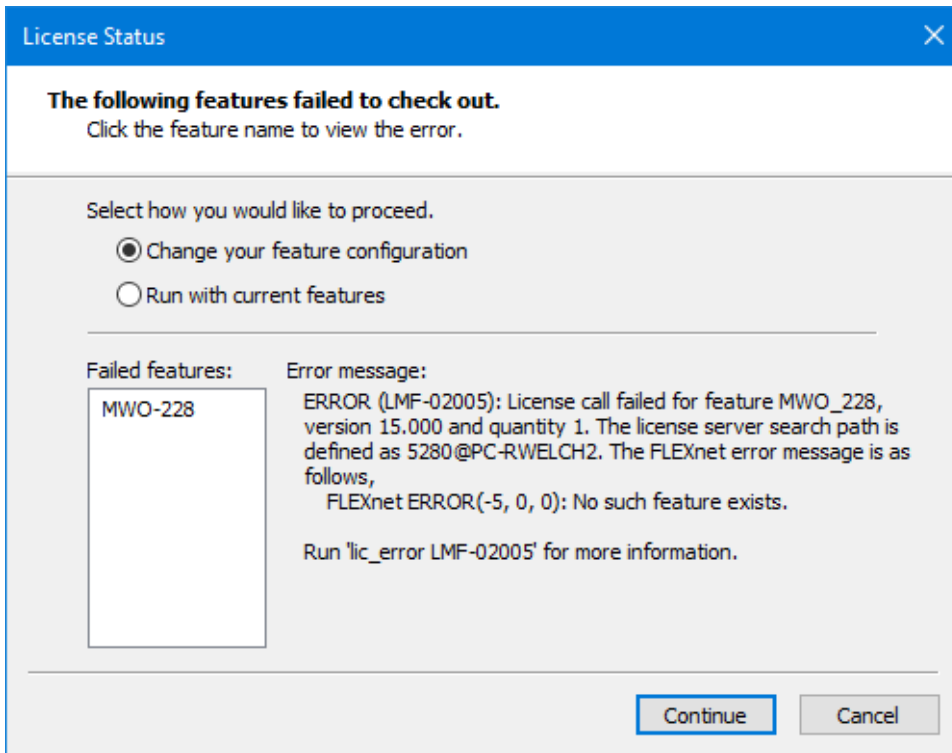 License Status
The following features failed to check out.
Click the feature name to view the error.
Select how you would like to proceed.
Change your feature configuration
Run with current features
Failed features:
MWO-228
Error message:
ERROR (LMF-02005): License call failed for feature MWO_228,
version 15.000 and quantity 1. The license server search path is
defined as 5280@PC-RWELCH2. The FLEXnet error message is as
follows,
FLEXnet ERROR(-5, 0, 0): No such feature exists.
Run 'lic_error LMF-02005' for more information.
Continue
Cancel